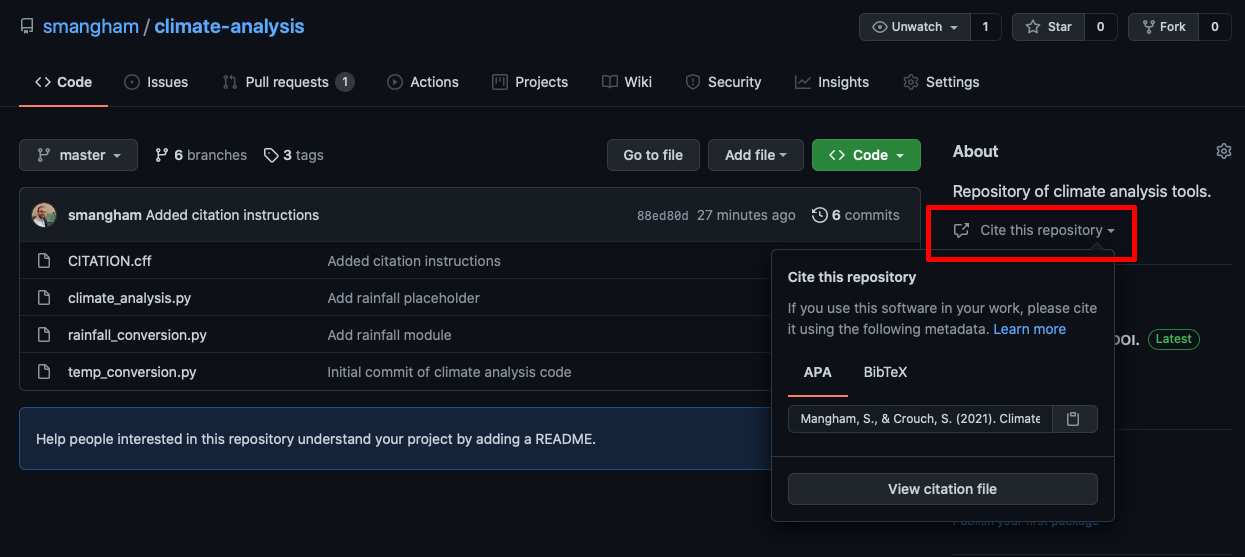 smangham / climate-analysis
Unwatch 1 Star 0 Fork 0
Code Issues Pull requests 1 Actions Projects Wiki Security Insights Settings
master 6 branches 3 tags Go to file Add file Code
smangham Added citation instructions 88ed80d 27 minutes ago 6 commits
CITATION.cff Added citation instructions
climate_analysis.py Add rainfall placeholder
rainfall_conversion.py Add rainfall module
temp_conversion.py Initial commit of climate analysis code
Help people interested in this repository understand your project by adding a README.
About
Repository of climate analysis tools.
Cite this repository
Cite this repository
If you use this software in your work, please cite
it using the following metadata. Learn more
APA BibTeX
Mangham, S., & Crouch, S. (2021). Climate
View citation file
DOI. Latest
Publish your first package